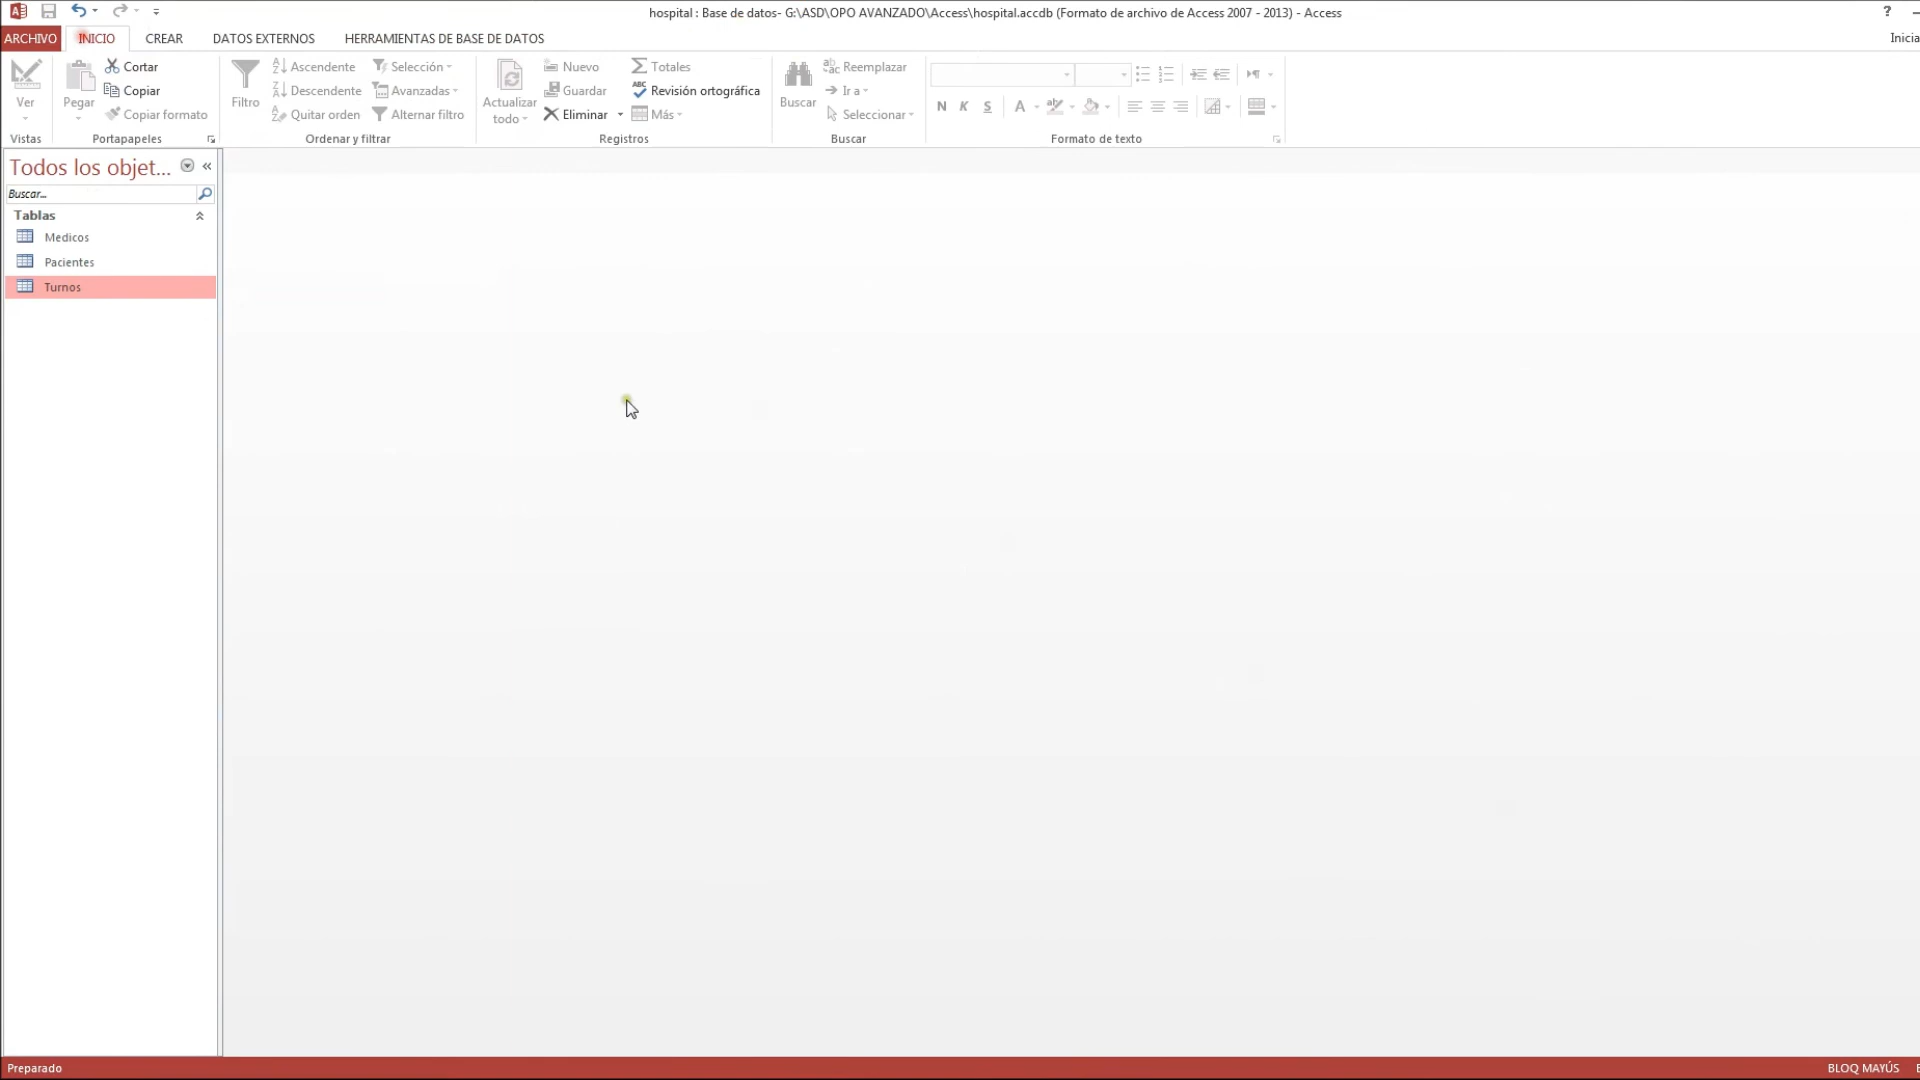 hospital : Base de datos- G:\ASD\OPO AVANZADO\Access\hospital.accdb (Formato de archivo de Access 2007 - 2013) - Access
?
ARCHIVO INICIO CREAR DATOS EXTERNOS HERRAMIENTAS DE BASE DE DATOS
Inicia
Ver
Vistas
Pegar
Cortar
Copiar
Copiar formato
Portapapeles
Filtro
Ascendente
Descendente
Quitar orden
Selección
Avanzadas
Alternar filtro
Ordenar y filtrar
Actualizar
todo
Nuevo
Guardar
Eliminar
Totales
Revisión ortográfica
Más
Registros
Buscar
Reemplazar
Ir a
Seleccionar
Buscar
N K S A
Formato de texto
Todos los objet...
Buscar...
Tablas
Medicos
Pacientes
Turnos
Preparado
BLOQ MAYÚS